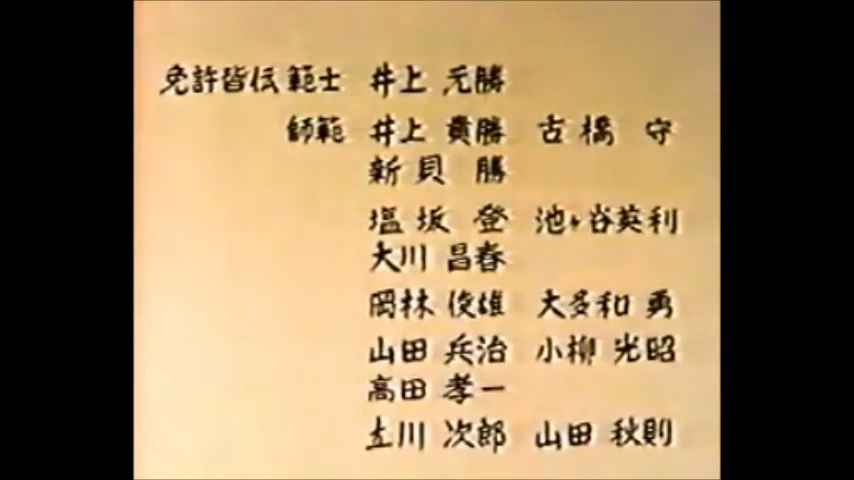 免許皆伝 範士 井上 元勝
師範 井上 貴勝 古橋 守
新貝 勝
塩坂 登 池ヶ谷英利
大川 昌春
岡林 俊雄 大多和 勇
山田 兵治 小柳 光昭
高田 孝一
立川 次郎 山田 秋則